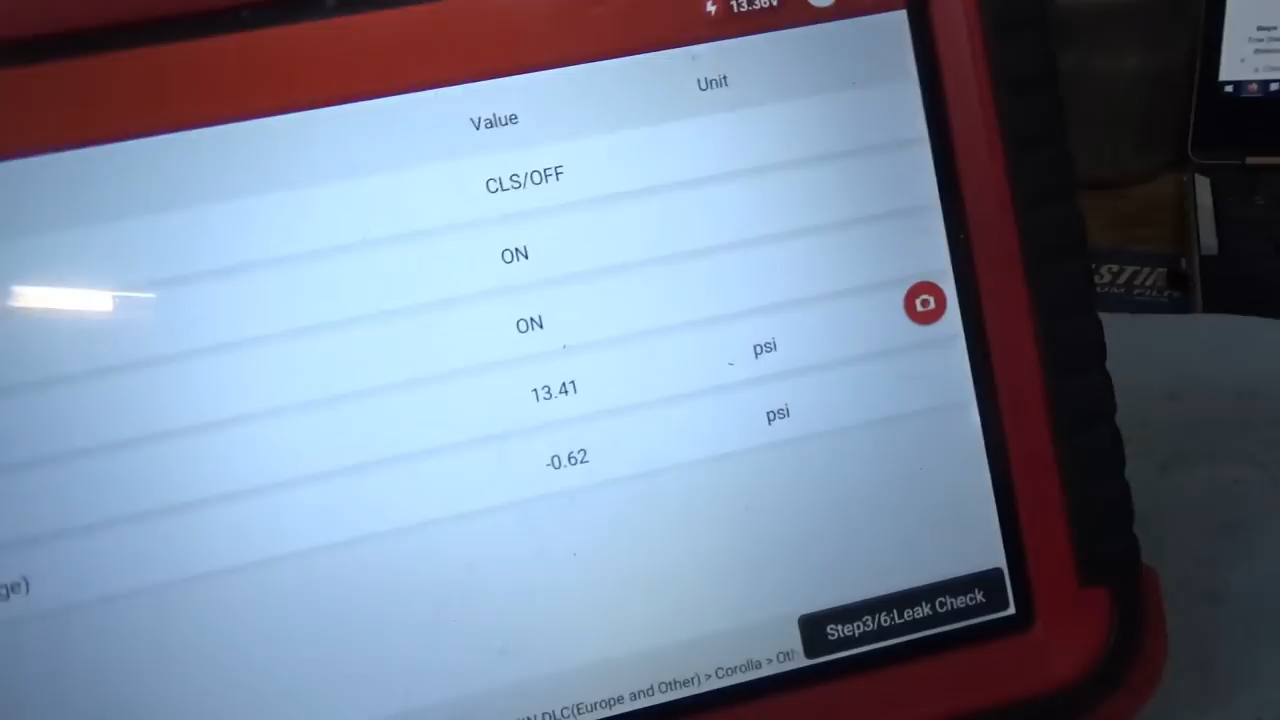 13.36V
Unit
Value
CLS/OFF
ON
ON
13.41 psi
-0.62 psi
ge)
Step3/6:Leak Check
DLC(Europe and Other) > Corolla > Oth